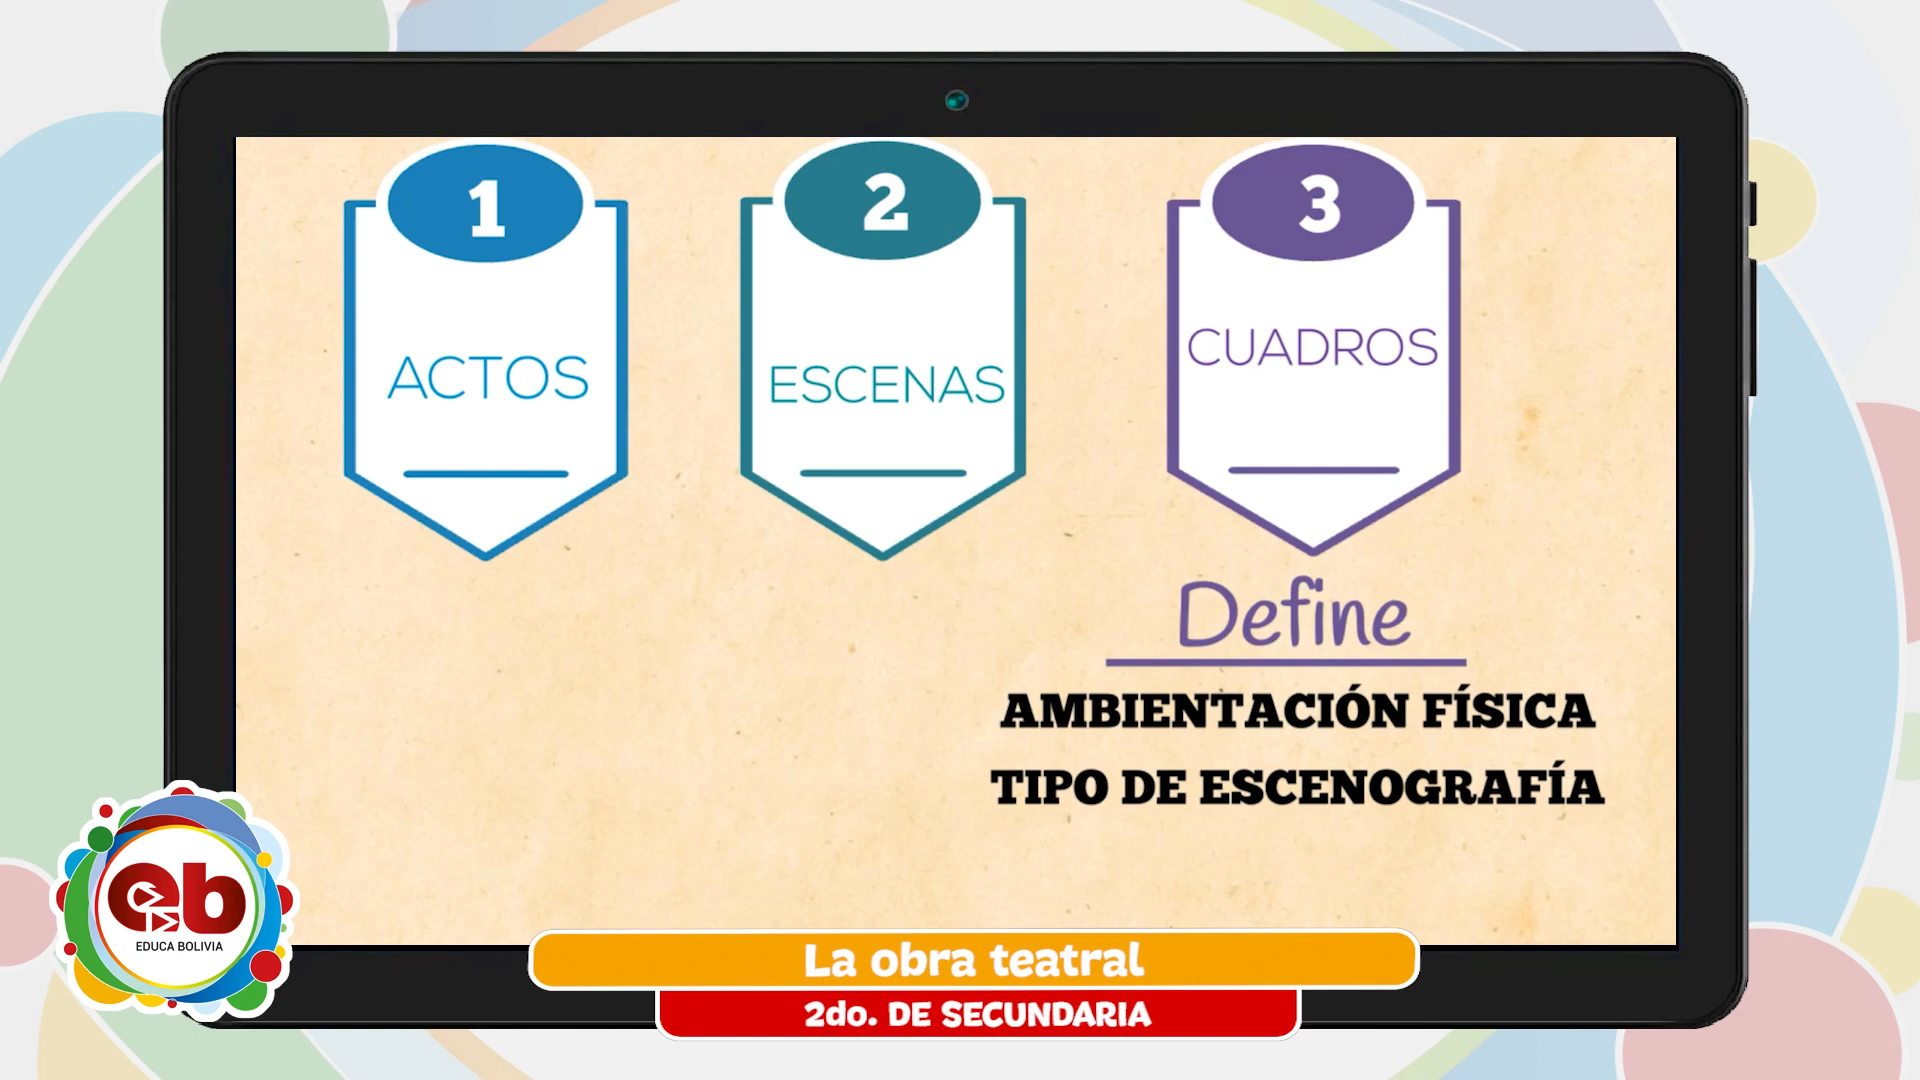 1
ACTOS
2
ESCENAS
3
CUADROS
Define
AMBIENTACIÓN FÍSICA
TIPO DE ESCENOGRAFÍA
eb
EDUCA BOLIVIA
La obra teatral
2do. DE SECUNDARIA